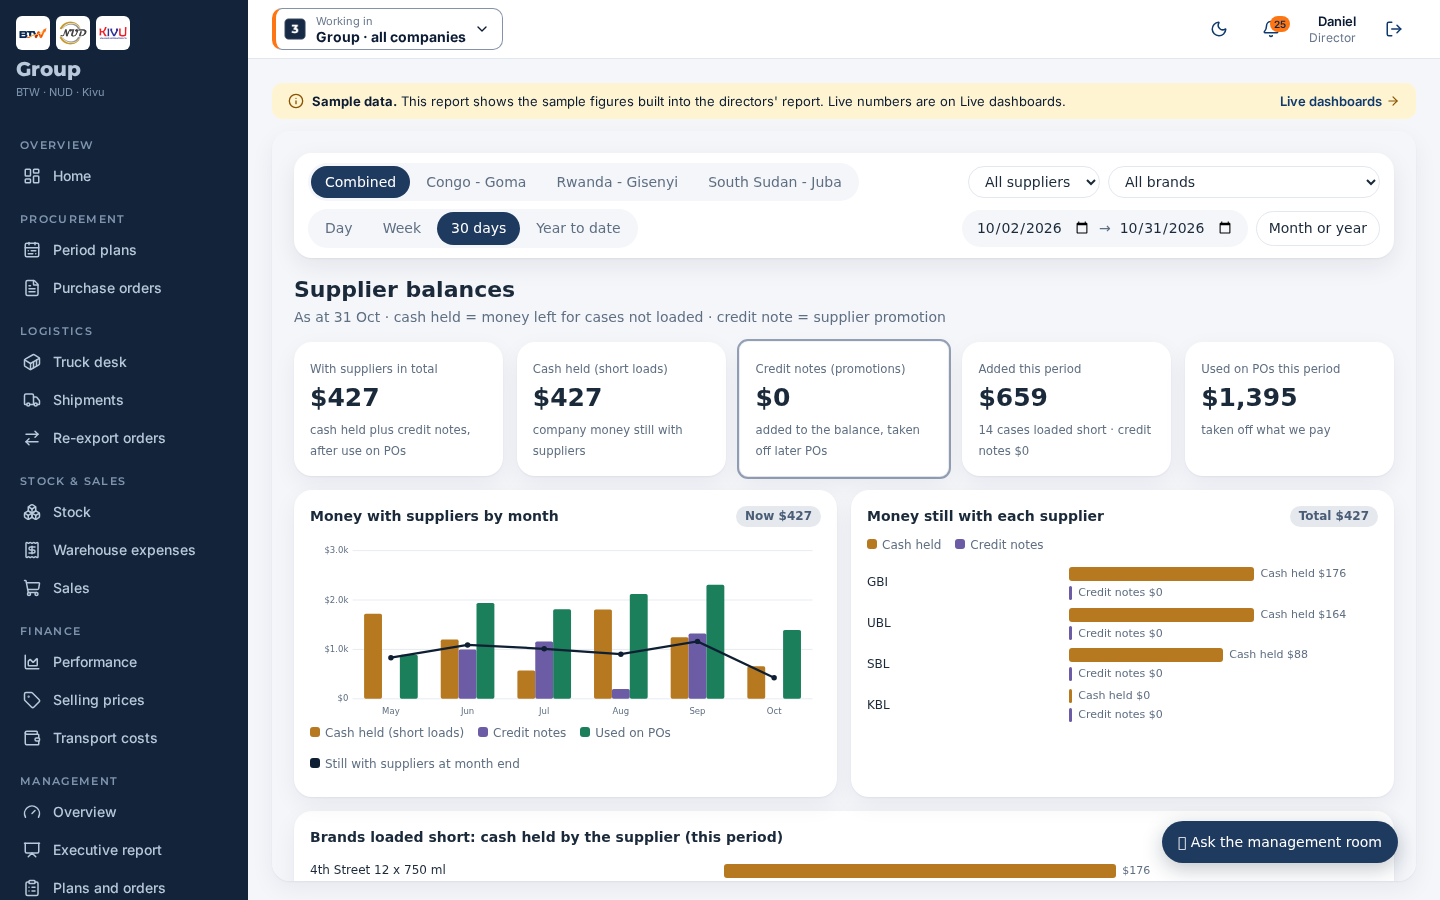 BTW
NUD
KIVU
Group
BTW · NUD · Kivu
OVERVIEW
Home
PROCUREMENT
Period plans
Purchase orders
LOGISTICS
Truck desk
Shipments
Re-export orders
STOCK & SALES
Stock
Warehouse expenses
Sales
FINANCE
Performance
Selling prices
Transport costs
MANAGEMENT
Overview
Executive report
Plans and orders
3
Working in
Group · all companies
25
Daniel
Director
Sample data. This report shows the sample figures built into the directors' report. Live numbers are on Live dashboards.
Live dashboards →
Combined
Congo - Goma
Rwanda - Gisenyi
South Sudan - Juba
All suppliers
All brands
Day
Week
30 days
Year to date
10/02/2026 → 10/31/2026
Month or year
Supplier balances
As at 31 Oct · cash held = money left for cases not loaded · credit note = supplier promotion
With suppliers in total
$427
cash held plus credit notes,
after use on POs
Cash held (short loads)
$427
company money still with
suppliers
Credit notes (promotions)
$0
added to the balance, taken
off later POs
Added this period
$659
14 cases loaded short · credit
notes $0
Used on POs this period
$1,395
taken off what we pay
Money with suppliers by month
Now $427
$3.0k
$2.0k
$1.0k
$0
May
Jun
Jul
Aug
Sep
Oct
Cash held (short loads)
Credit notes
Used on POs
Still with suppliers at month end
Money still with each supplier
Total $427
Cash held
Credit notes
GBI
Cash held $176
Credit notes $0
UBL
Cash held $164
Credit notes $0
SBL
Cash held $88
Credit notes $0
KBL
Cash held $0
Credit notes $0
Brands loaded short: cash held by the supplier (this period)
4th Street 12 x 750 ml
$176
Ask the management room